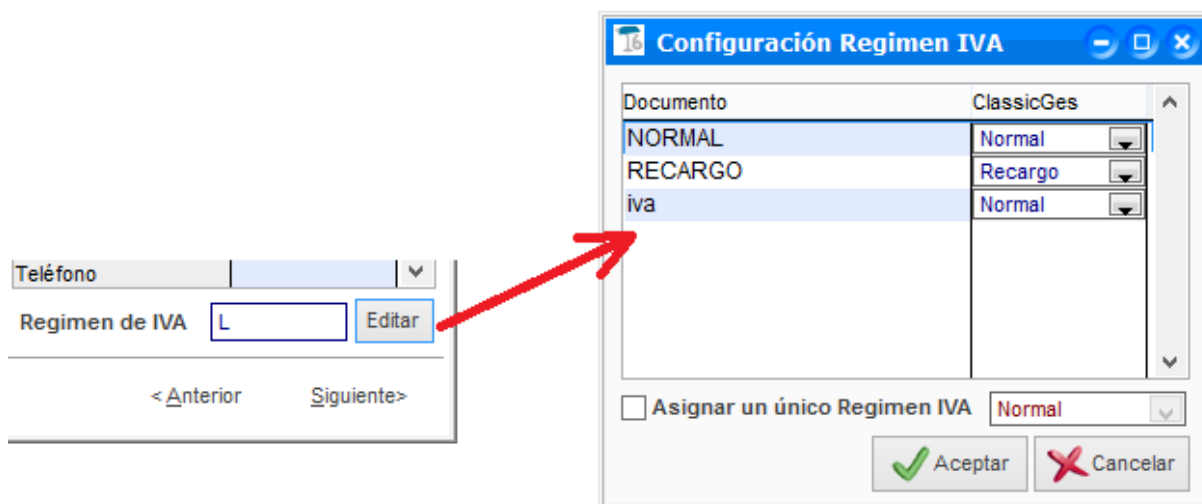 Teléfono
Regimen de IVA L Editar
< Anterior Siguiente>
16 Configuración Regimen IVA
Documento ClassicGes
NORMAL Normal
RECARGO Recargo
iva Normal
Asignar un único Regimen IVA Normal
Aceptar Cancelar